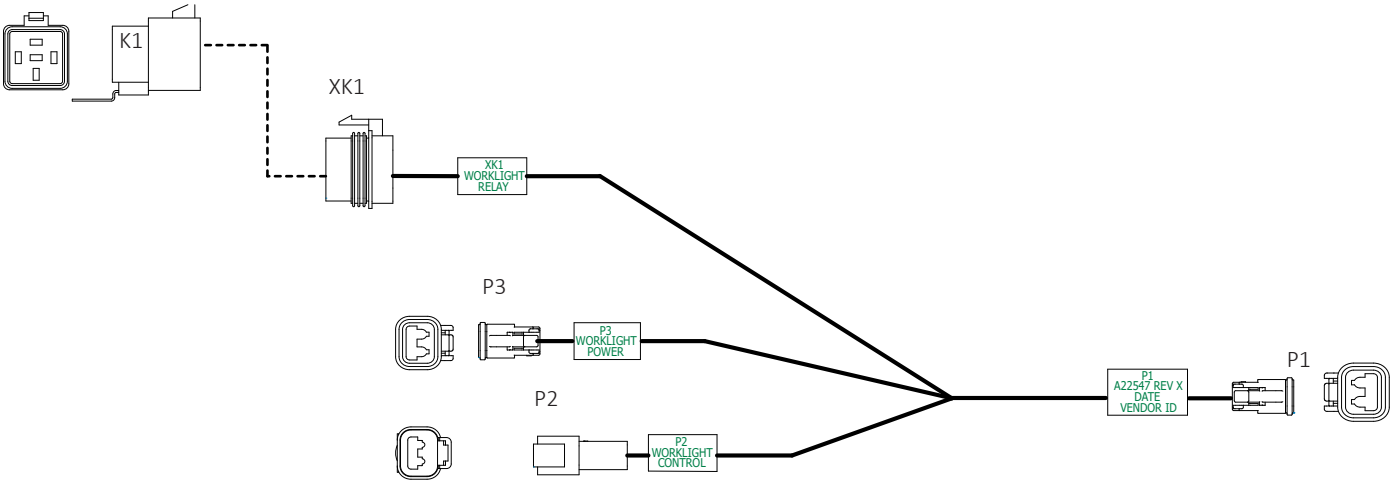 K1
XK1
XK1
WORKLIGHT
RELAY
P3
P3
WORKLIGHT
POWER
P2
P2
WORKLIGHT
CONTROL
P1
A22547 REV X
DATE
VENDOR ID
P1